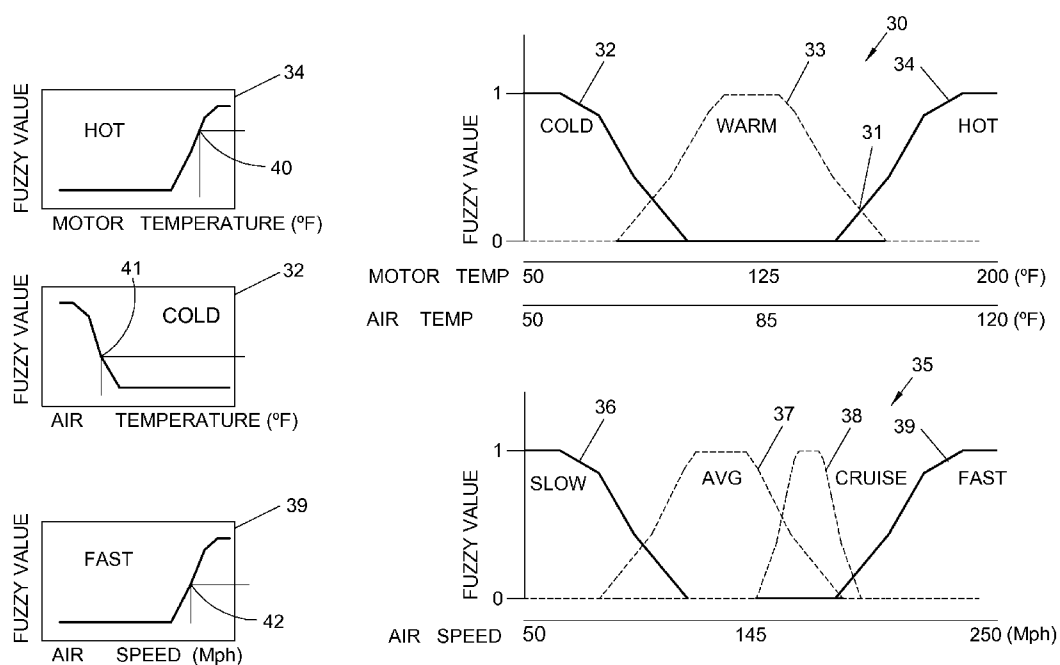 34
FUZZY VALUE
HOT
40
MOTOR TEMPERATURE (ºF)
41
32
FUZZY VALUE
COLD
AIR TEMPERATURE (ºF)
39
FUZZY VALUE
FAST
42
AIR SPEED (Mph)
30
32
33
34
1
COLD
WARM
HOT
31
FUZZY VALUE
0
MOTOR TEMP 50 125 200 (ºF)
AIR TEMP 50 85 120 (ºF)
35
36
37
38
39
1
SLOW
AVG
CRUISE
FAST
FUZZY VALUE
0
AIR SPEED 50 145 250 (Mph)